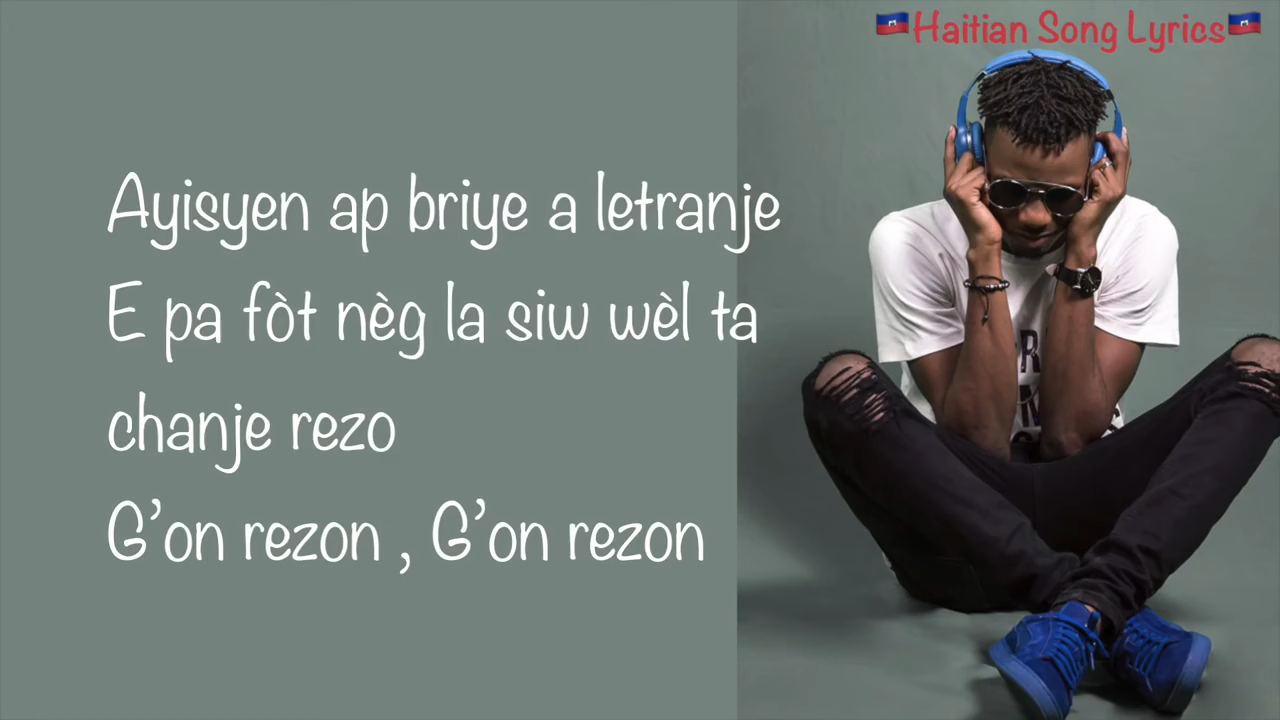 🇭🇹Haitian Song Lyrics🇭🇹
Ayisyen ap briye a letranje
E pa fòt nèg la siw wèl ta
chanje rezo
G’on rezon , G’on rezon